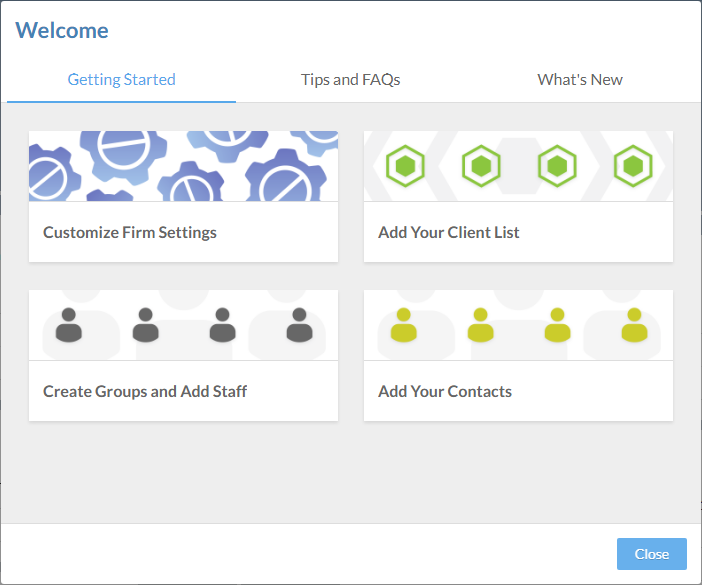 Welcome
Getting Started
Tips and FAQs
What's New
Customize Firm Settings
Add Your Client List
Create Groups and Add Staff
Add Your Contacts
Close